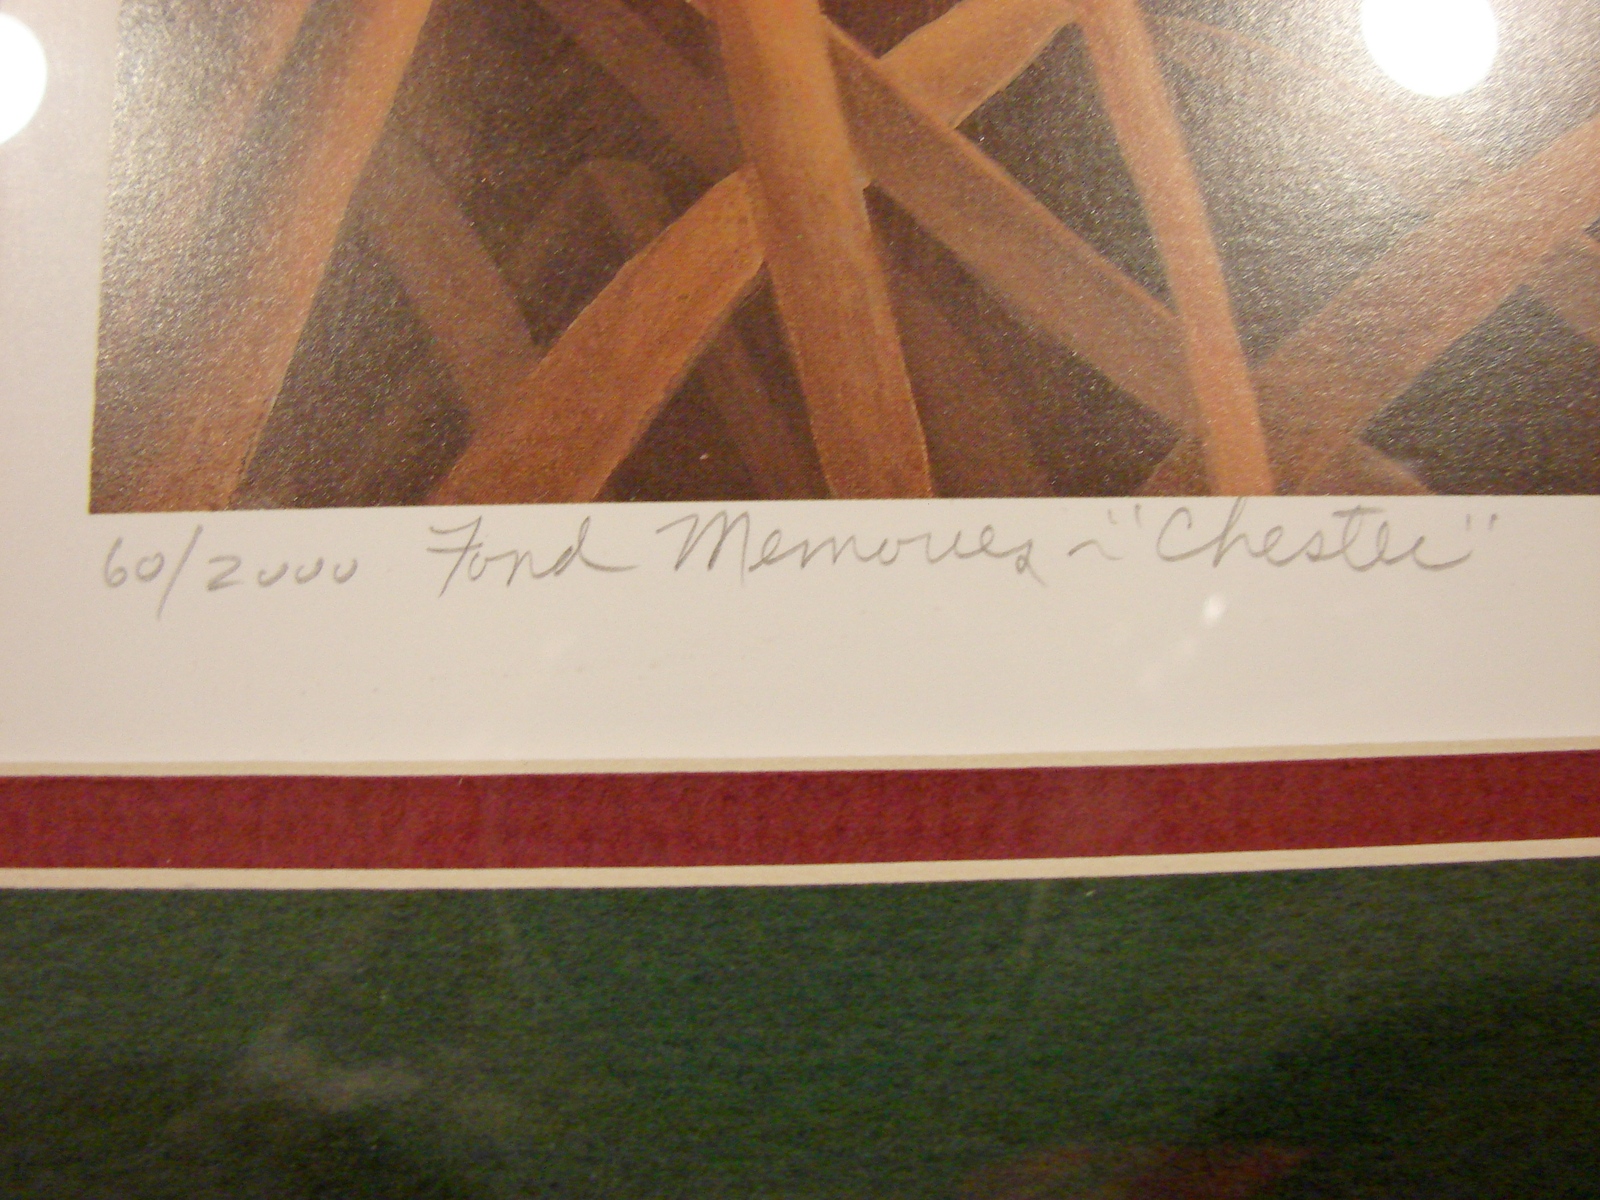 60/2000 Fond Memories ~ "Chester"